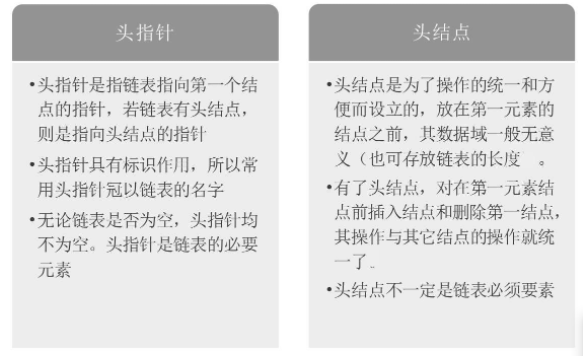 头指针
•头指针是指链表指向第一个结
点的指针，若链表有头结点，
则是指向头结点的指针
•头指针具有标识作用，所以常
用头指针冠以链表的名字
•无论链表是否为空，头指针均
不为空。头指针是链表的必要
元素
头结点
•头结点是为了操作的统一和方
便而设立的，放在第一元素的
结点之前，其数据域一般无意
义（也可存放链表的长度 。
•有了头结点，对在第一元素结
点前插入结点和删除第一结点，
其操作与其它结点的操作就统
一了。
•头结点不一定是链表必须要素